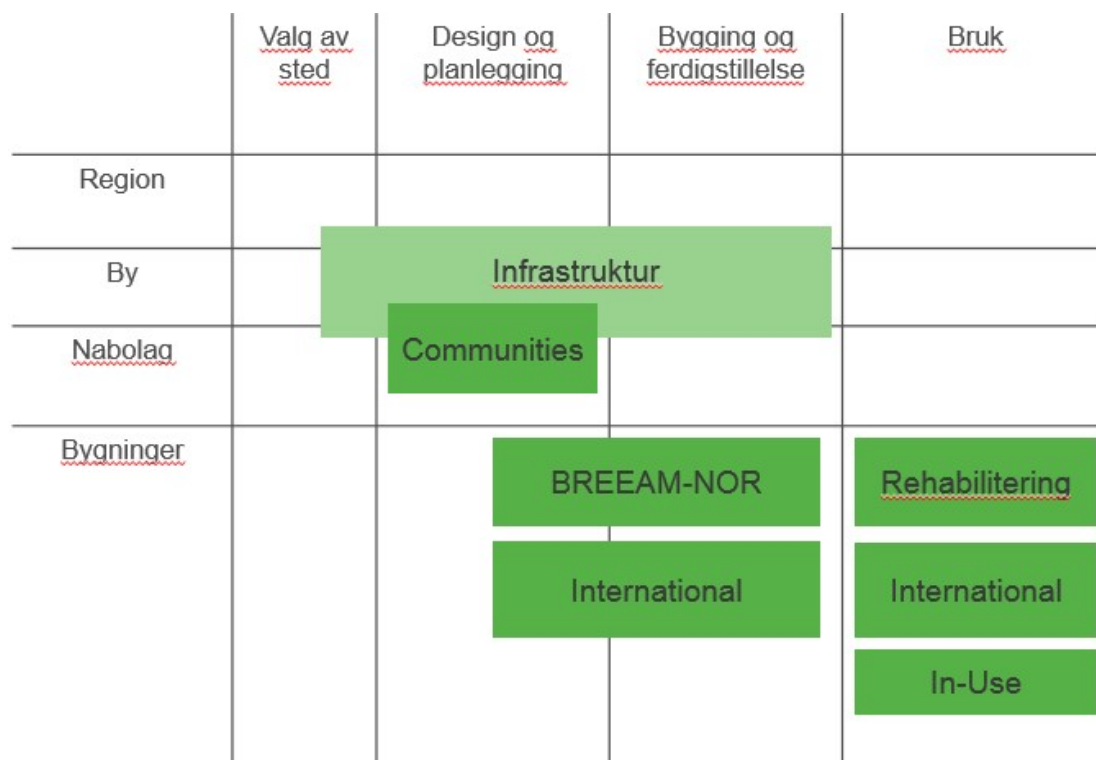 Valg av
sted
Design og
planlegging
Bygging og
ferdigstillelse
Bruk
Region
By
Infrastruktur
Nabolag
Communities
Bygninger
BREEAM-NOR
Rehabilitering
International
International
In-Use